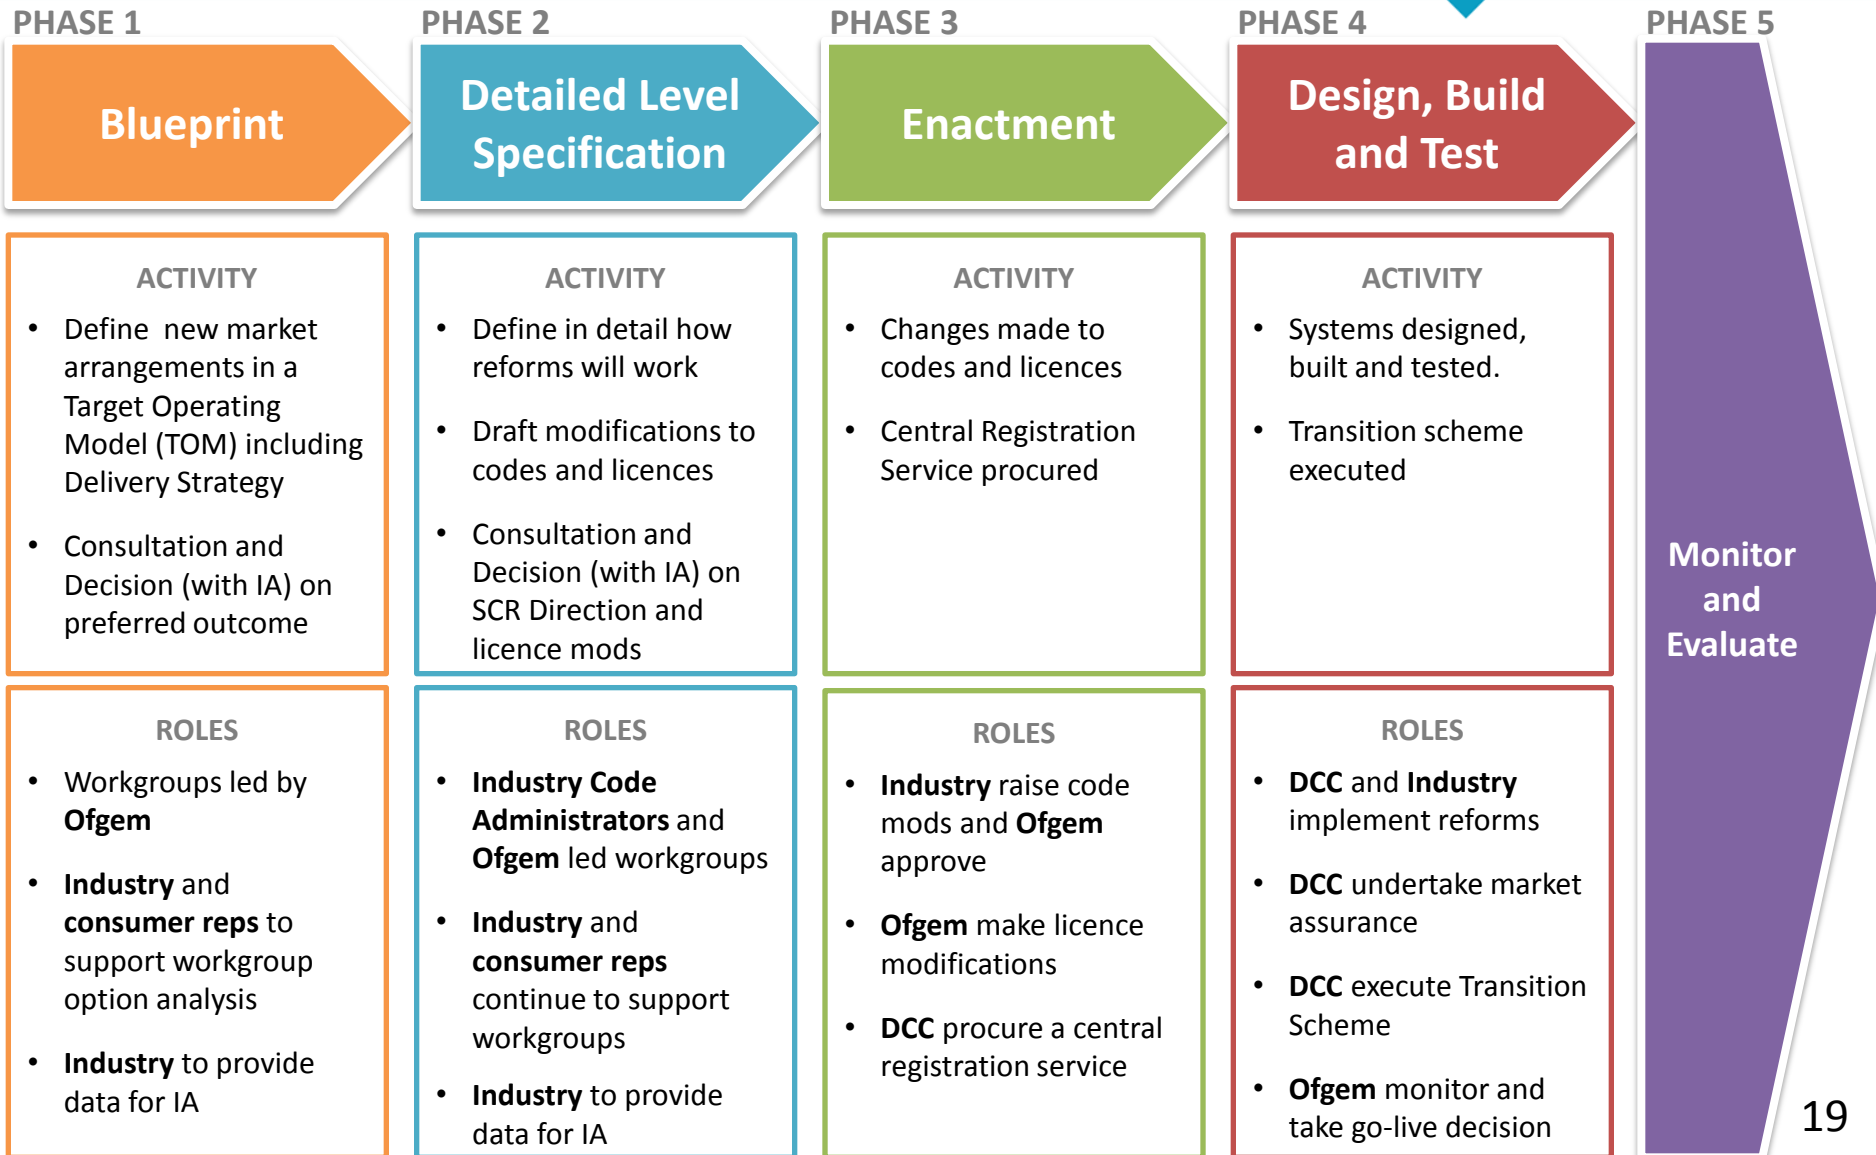 PHASE 1
Blueprint
ACTIVITY
• Define new market
arrangements in a
Target Operating
Model (TOM) including
Delivery Strategy
• Consultation and
Decision (with IA) on
preferred outcome
ROLES
• Workgroups led by
Ofgem
• Industry and
consumer reps to
support workgroup
option analysis
• Industry to provide
data for IA
PHASE 2
Detailed Level
Specification
ACTIVITY
• Define in detail how
reforms will work
• Draft modifications to
codes and licences
• Consultation and
Decision (with IA) on
SCR Direction and
licence mods
ROLES
• Industry Code
Administrators and
Ofgem led workgroups
• Industry and
consumer reps
continue to support
workgroups
• Industry to provide
data for IA
PHASE 3
Enactment
ACTIVITY
• Changes made to
codes and licences
• Central Registration
Service procured
ROLES
• Industry raise code
mods and Ofgem
approve
• Ofgem make licence
modifications
• DCC procure a central
registration service
PHASE 4
Design, Build
and Test
ACTIVITY
• Systems designed,
built and tested.
• Transition scheme
executed
ROLES
• DCC and Industry
implement reforms
• DCC undertake market
assurance
• DCC execute Transition
Scheme
• Ofgem monitor and
take go-live decision
PHASE 5
Monitor
and
Evaluate
19